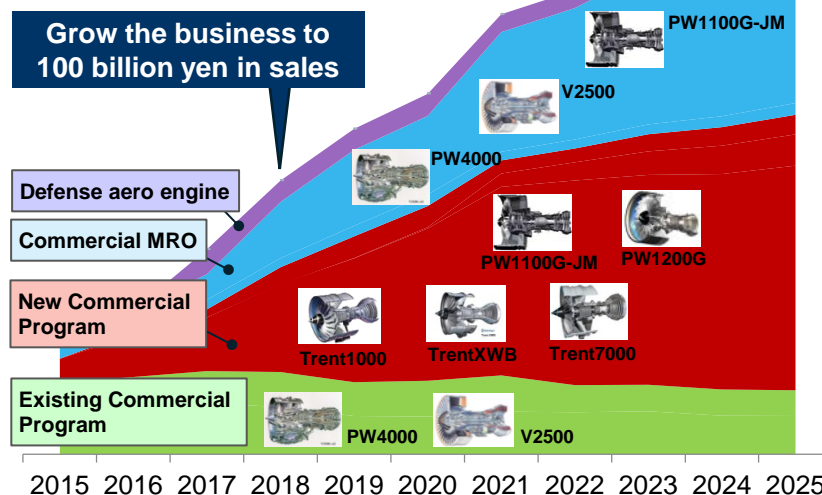 Grow the business to
100 billion yen in sales
PW1100G-JM
V2500
PW4000
Defense aero engine
Commercial MRO
New Commercial
Program
PW1100G-JM
PW1200G
Trent1000
TrentXWB
Trent7000
Existing Commercial
Program
PW4000
V2500
2015 2016 2017 2018 2019 2020 2021 2022 2023 2024 2025